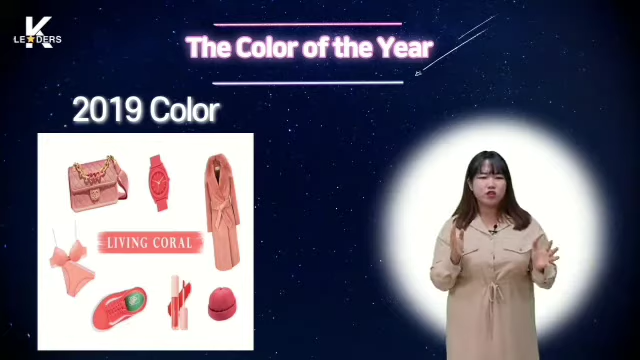 K
LEADERS
The Color of the Year
2019 Color
LIVING CORAL